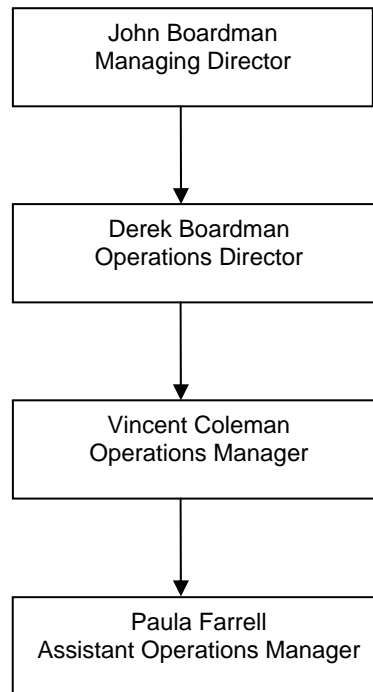 John Boardman
Managing Director
Derek Boardman
Operations Director
Vincent Coleman
Operations Manager
Paula Farrell
Assistant Operations Manager